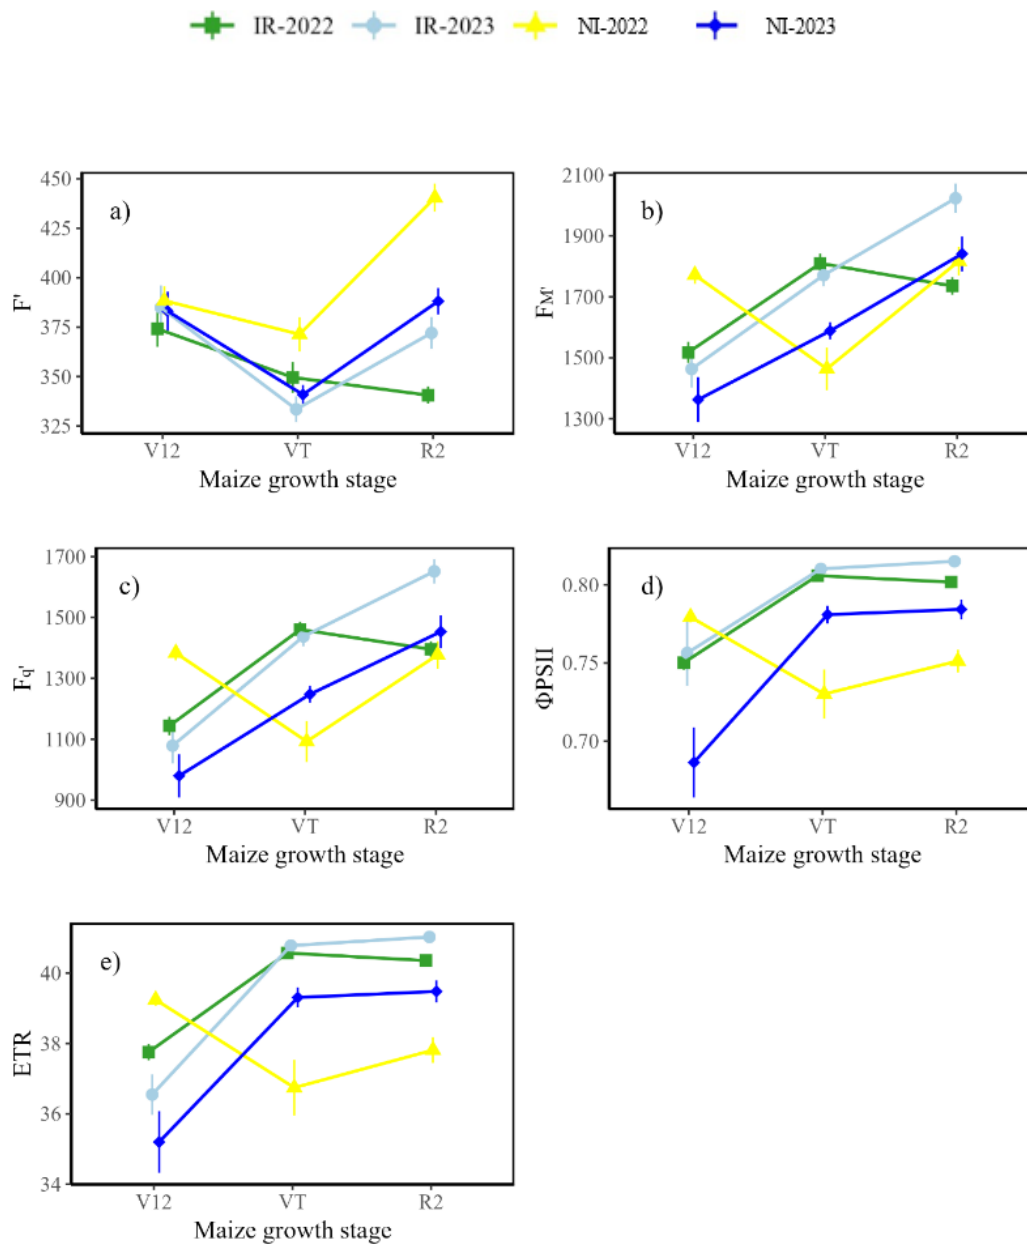 IR-2022 IR-2023 NI-2022 NI-2023
a)
F'
450
425
400
375
350
325
V12 VT R2
Maize growth stage
b)
FM'
2100
1900
1700
1500
1300
V12 VT R2
Maize growth stage
c)
Fq'
1700
1500
1300
1100
900
V12 VT R2
Maize growth stage
d)
ΦPSII
0.80
0.75
0.70
V12 VT R2
Maize growth stage
e)
ETR
40
38
36
34
V12 VT R2
Maize growth stage